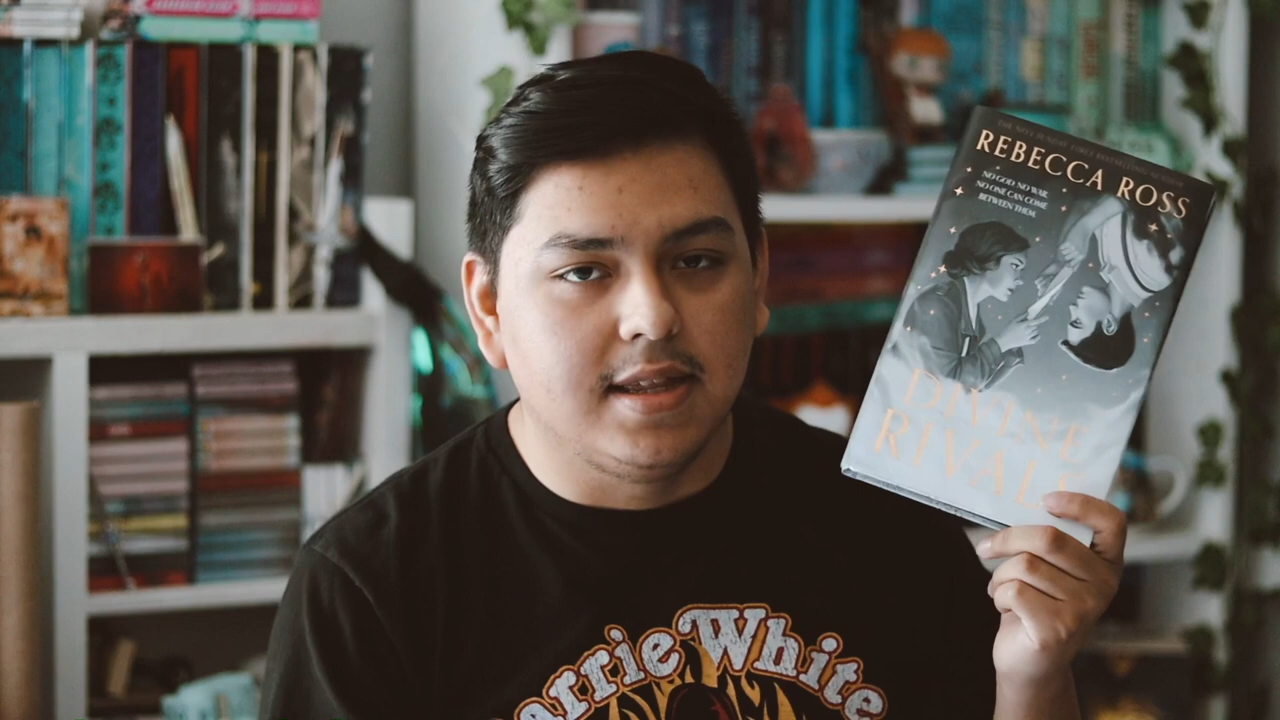 REBECCA ROSS
NO GOD. NO WAR.
NO ONE CAN COME
BETWEEN THEM.
DIVINE
RIVALS
arrie White